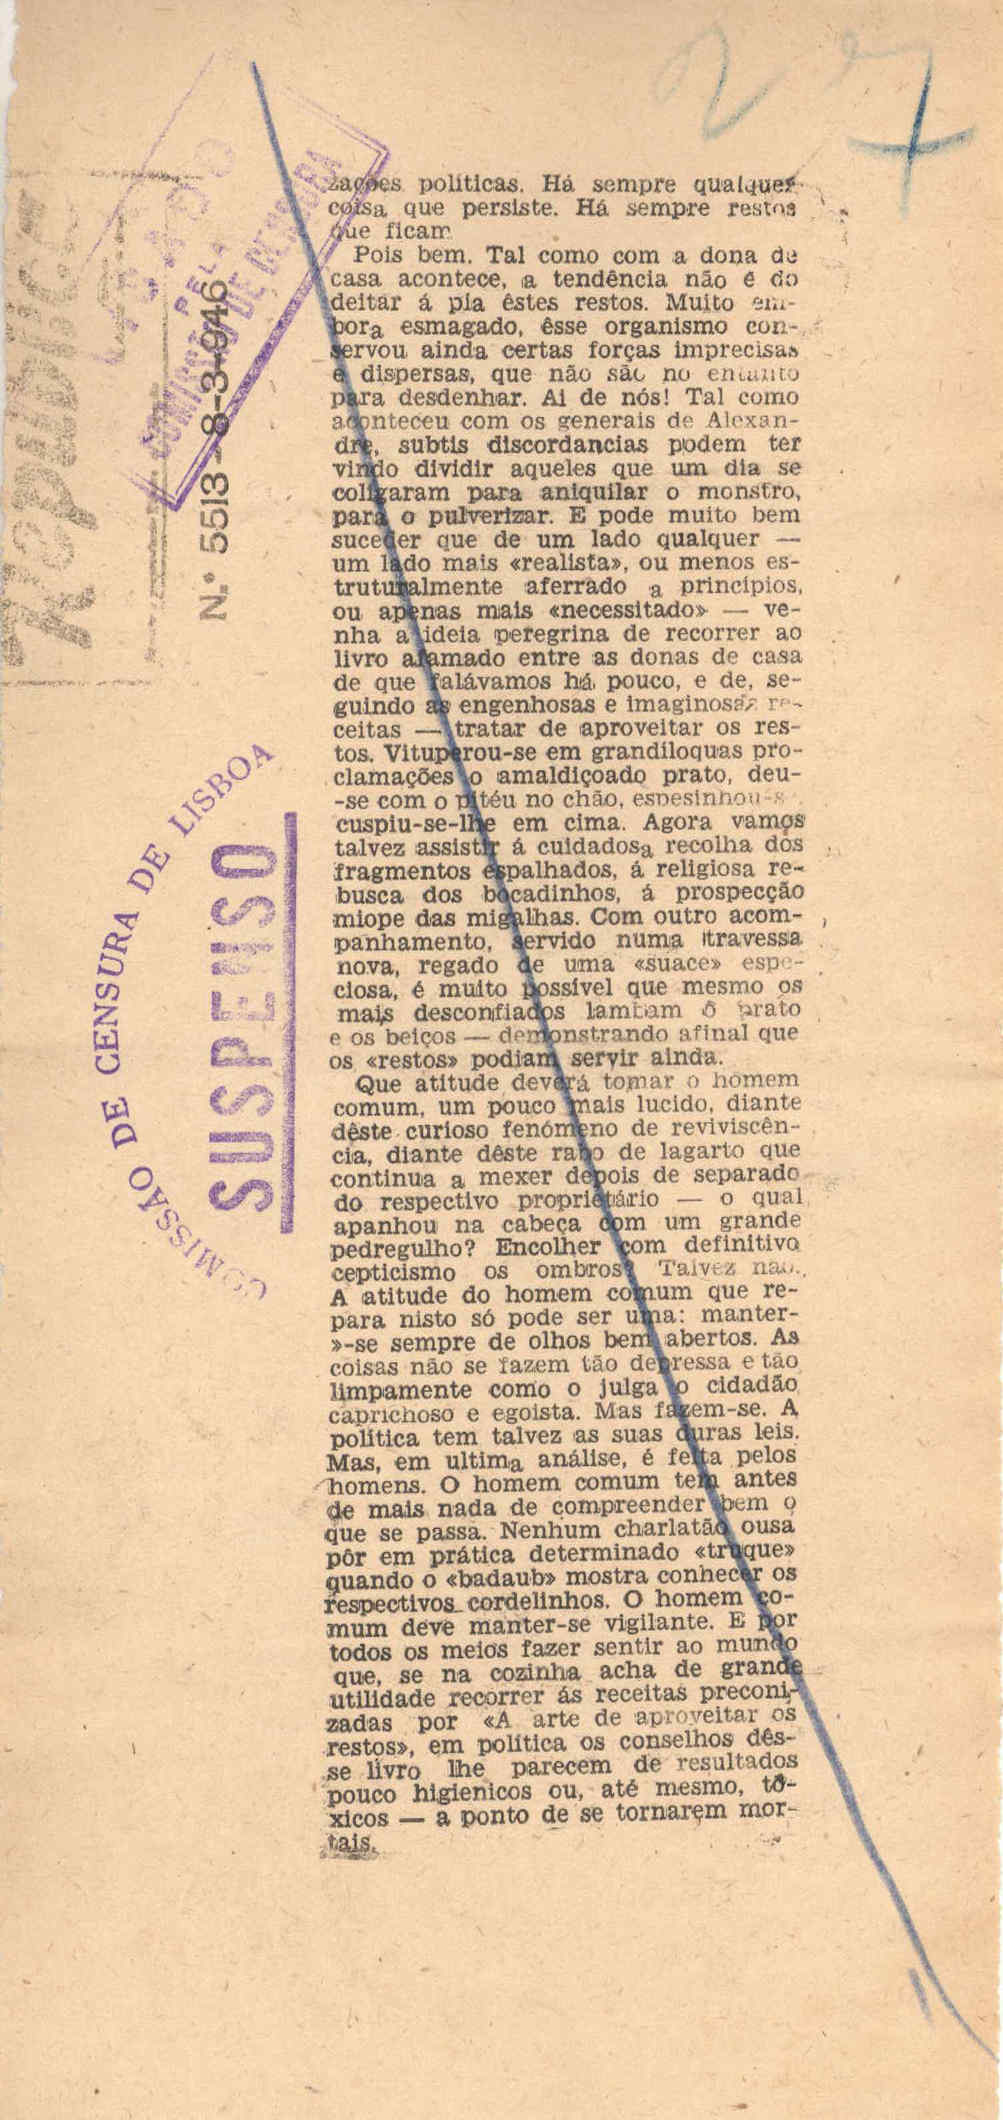 República
VISADO
PELA
COMISSÃO DE CENSURA
N.º 5513-8-3-946
COMISSÃO DE CENSURA DE LISBOA
SUSPENSO
zações politicas. Há sempre qualquer
coisa que persiste. Há sempre restos
que ficam
Pois bem. Tal como com a dona de
casa acontece, a tendência não é do
deitar á pia êstes restos. Muito em-
bora esmagado, êsse organismo con-
servou ainda certas forças imprecisas
e dispersas, que não são no entanto
para desdenhar. Ai de nós! Tal como
aconteceu com os generais de Alexan-
dre, subtis discordancias podem ter
vindo dividir aqueles que um dia se
coligaram para aniquilar o monstro,
para o pulverizar. E pode muito bem
suceder que de um lado qualquer —
um lado mais «realista», ou menos es-
truturalmente aferrado a princípios,
ou apenas mais «necessitado» — ve-
nha a ideia peregrina de recorrer ao
livro afamado entre as donas de casa
de que falávamos há pouco, e de, se-
guindo as engenhosas e imaginosas re-
ceitas — tratar de aproveitar os res-
tos. Vituperou-se em grandiloquas pro-
clamações o amaldiçoado prato, deu-
-se com o pitéu no chão, espesinhou-s
cuspiu-se-lhe em cima. Agora vamos
talvez assistir á cuidadosa recolha dos
fragmentos espalhados, á religiosa re-
busca dos bocadinhos, á prospecção
miope das migalhas. Com outro acom-
panhamento, servido numa travessa
nova, regado de uma «suace» espe-
ciosa, é muito possível que mesmo os
mais desconfiados lambam o prato
e os beiços — demonstrando afinal que
os «restos» podiam servir ainda.
Que atitude deverá tomar o homem
comum, um pouco mais lucido, diante
dêste curioso fenómeno de revivescên-
cia, diante dêste rabo de lagarto que
continua a mexer depois de separado
do respectivo proprietário — o qual
apanhou na cabeça com um grande
pedregulho? Encolher com definitivo
cepticismo os ombros? Talvez não.
A atitude do homem comum que re-
para nisto só pode ser uma: manter-
»-se sempre de olhos bem abertos. As
coisas não se fazem tão depressa e tão
limpamente como o julga o cidadão
caprichoso e egoista. Mas fazem-se. A
política tem talvez as suas duras leis.
Mas, em ultima análise, é feita pelos
homens. O homem comum tem antes
de mais nada de compreender bem o
que se passa. Nenhum charlatão ousa
pôr em prática determinado «truque»
quando o «badaub» mostra conhecer os
respectivos cordelinhos. O homem co-
mum deve manter-se vigilante. E por
todos os meios fazer sentir ao mundo
que, se na cozinha acha de grande
utilidade recorrer ás receitas preconi-
zadas por «A arte de aproveitar os
restos», em política os conselhos dês-
se livro lhe parecem de resultados
pouco higienicos ou, até mesmo, tó-
xicos — a ponto de se tornarem mor-
tais.